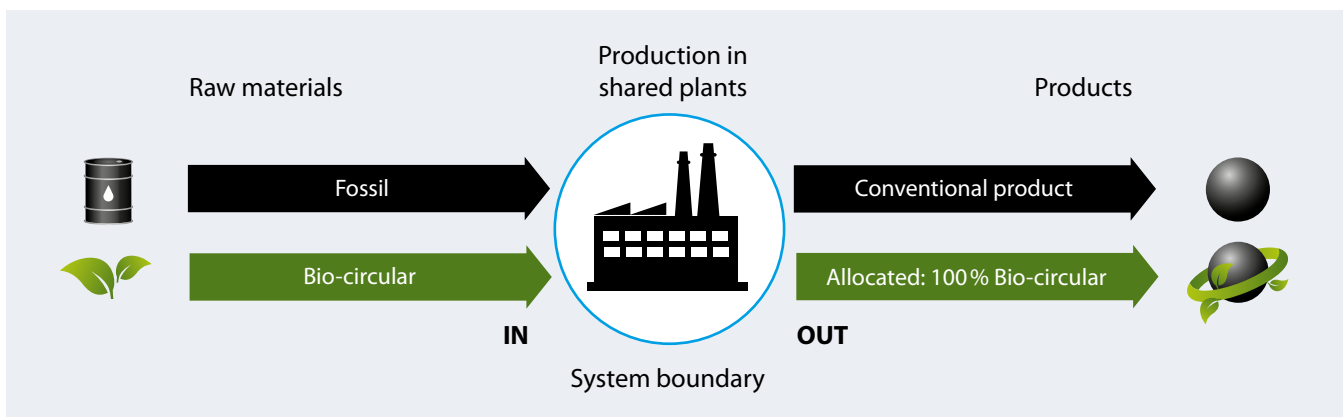 Production in
shared plants
Raw materials
Products
Fossil
Conventional product
Bio-circular
Allocated: 100% Bio-circular
IN
OUT
System boundary